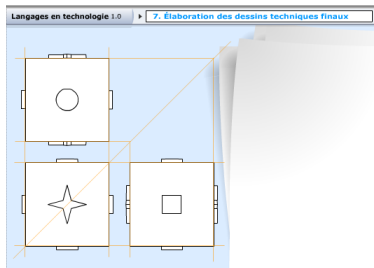 Langages en technologie 1.0
7. Élaboration des dessins techniques finaux